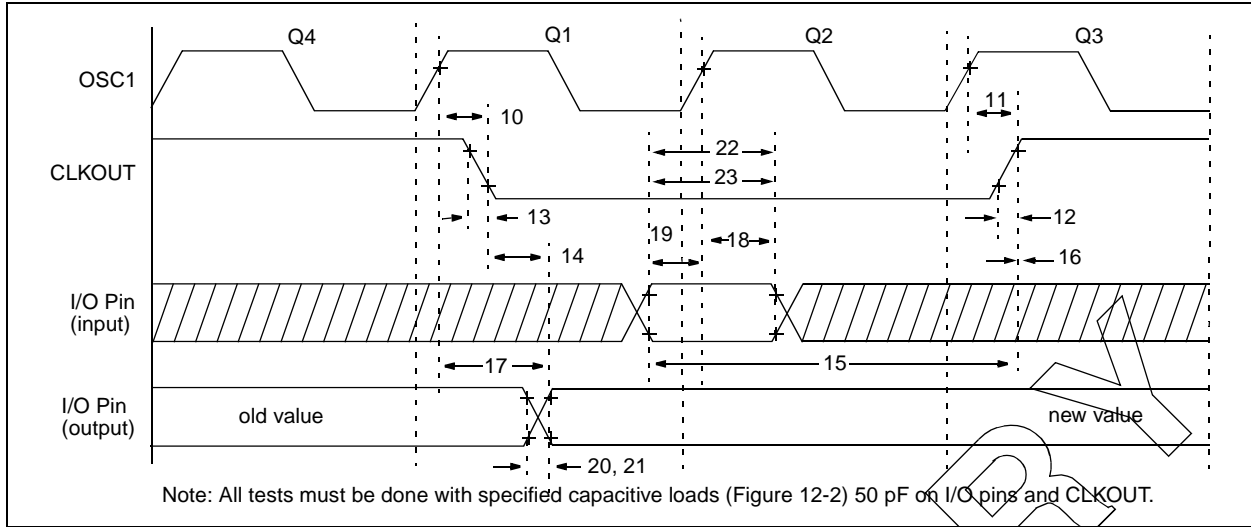 Q4 Q1 Q2 Q3
OSC1
10
11
22
CLKOUT
23
13
12
19
18
14
16
I/O Pin
(input)
17
15
I/O Pin
(output)
old value
new value
20, 21
Note: All tests must be done with specified capacitive loads (Figure 12-2) 50 pF on I/O pins and CLKOUT.
R Y